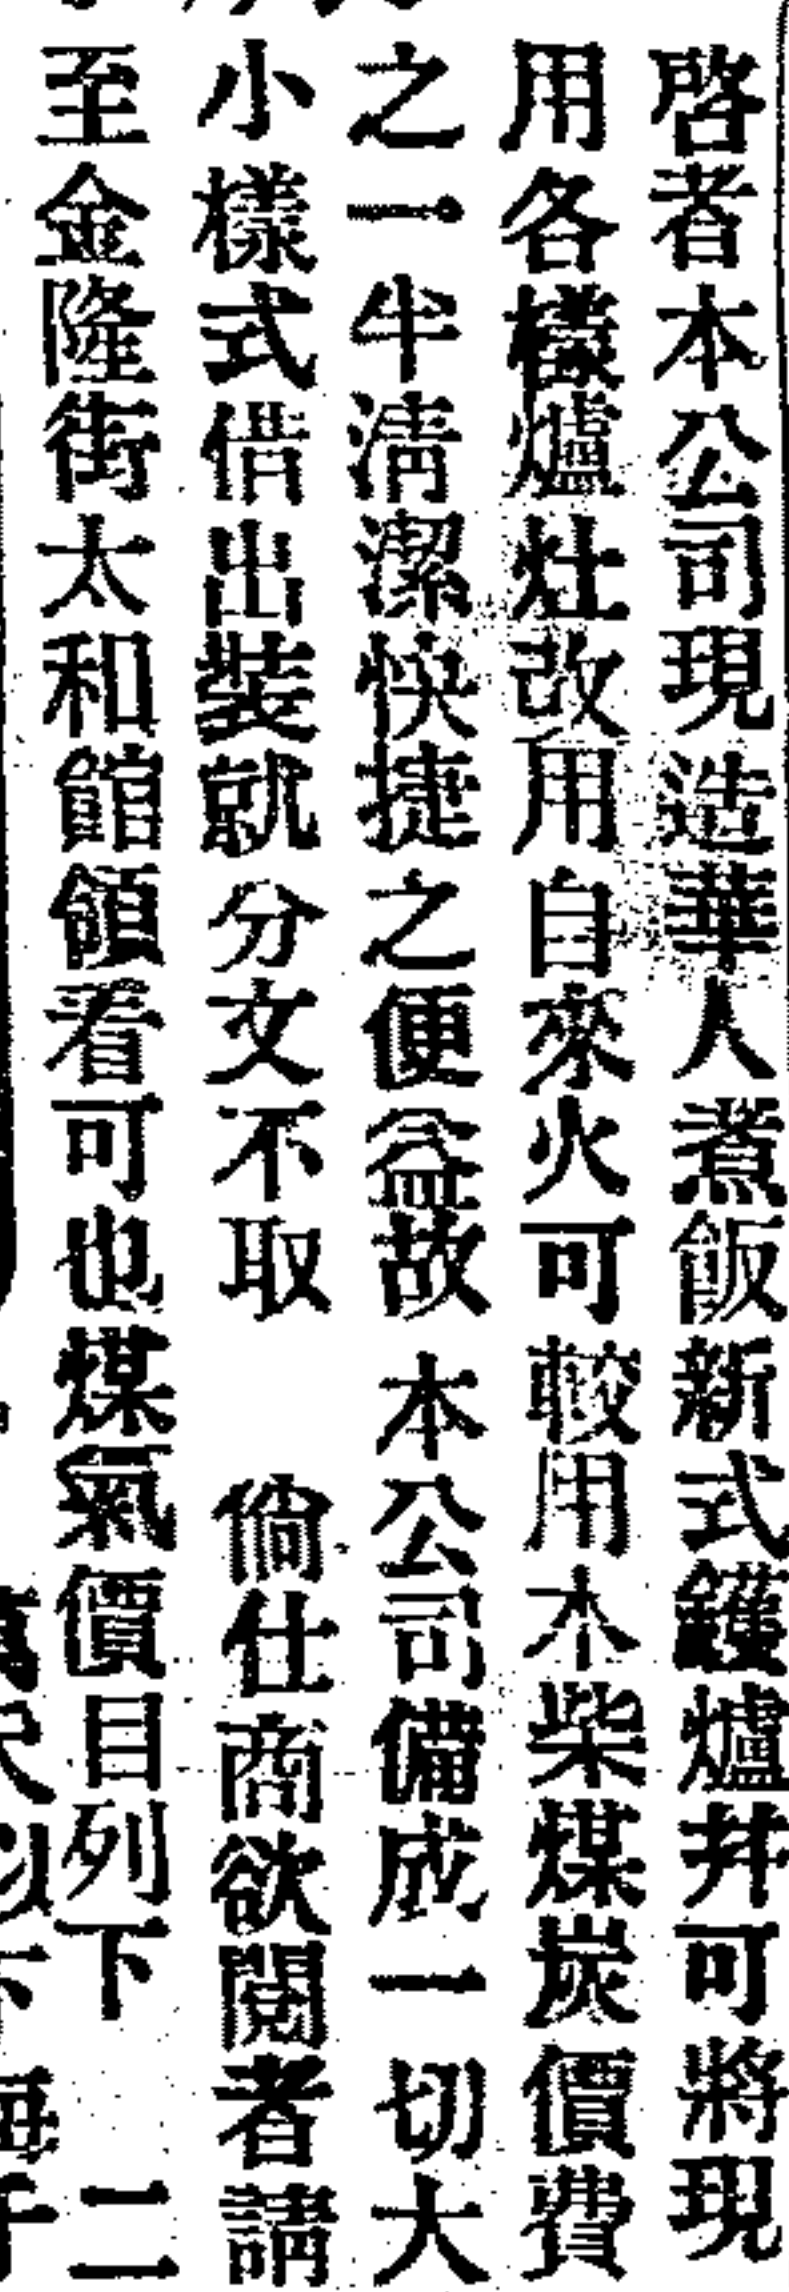 啓者本公司現造華人煮飯新式鑊爐幷可將現
用各樣爐灶改用自來火可較用木柴煤炭價費
之一半淸潔快捷之便益故 本公司備成一切大
小樣式借出裝就分文不取 倘仕商欲閱者請
至金隆街太和館領看可也煤氣價目列下 二